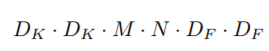 D_K · D_K · M · N · D_F · D_F